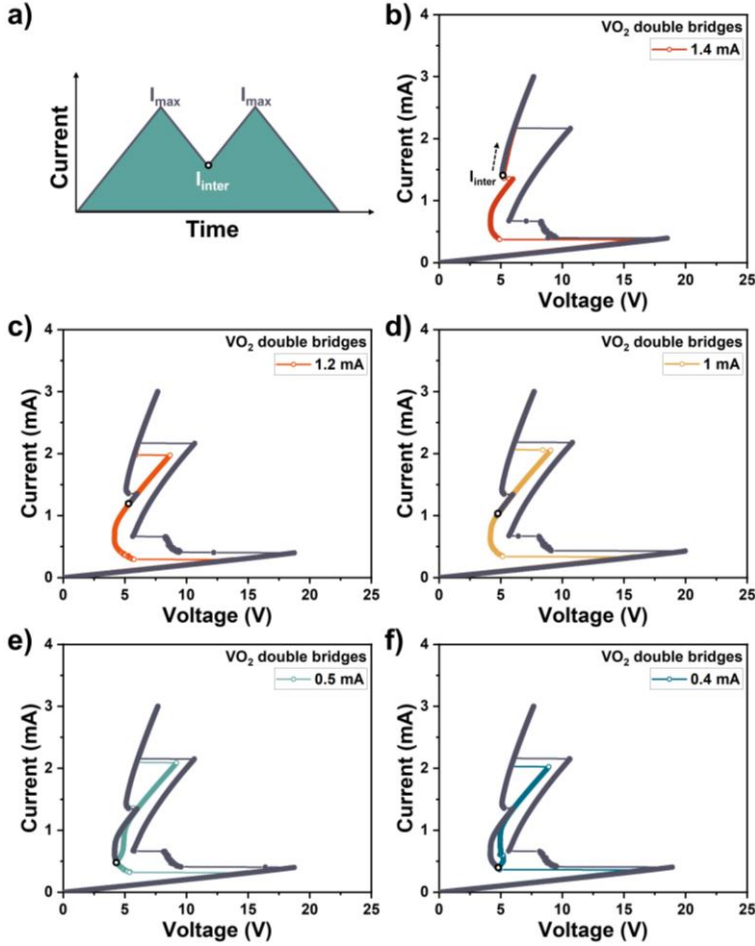 a)
I_max I_max
I_inter
Current
Time
b)
VO₂ double bridges
1.4 mA
I_inter
Current (mA)
4
3
2
1
0
0 5 10 15 20 25
Voltage (V)
c)
VO₂ double bridges
1.2 mA
Current (mA)
4
3
2
1
0
0 5 10 15 20 25
Voltage (V)
d)
VO₂ double bridges
1 mA
Current (mA)
4
3
2
1
0
0 5 10 15 20 25
Voltage (V)
e)
VO₂ double bridges
0.5 mA
Current (mA)
4
3
2
1
0
0 5 10 15 20 25
Voltage (V)
f)
VO₂ double bridges
0.4 mA
Current (mA)
4
3
2
1
0
0 5 10 15 20 25
Voltage (V)